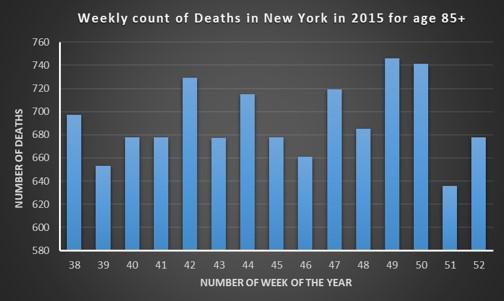 Weekly count of Deaths in New York in 2015 for age 85+
NUMBER OF DEATHS
760
740
720
700
680
660
640
620
600
580
38 39 40 41 42 43 44 45 46 47 48 49 50 51 52
NUMBER OF WEEK OF THE YEAR